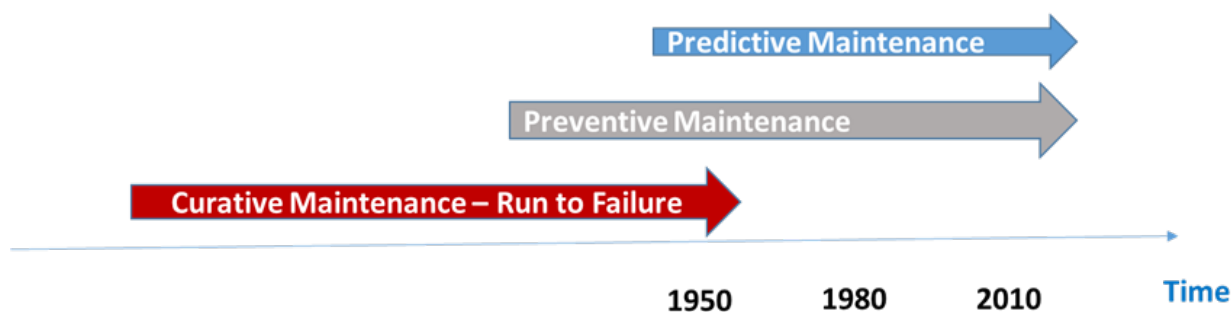 Predictive Maintenance
Preventive Maintenance
Curative Maintenance – Run to Failure
1950 1980 2010 Time